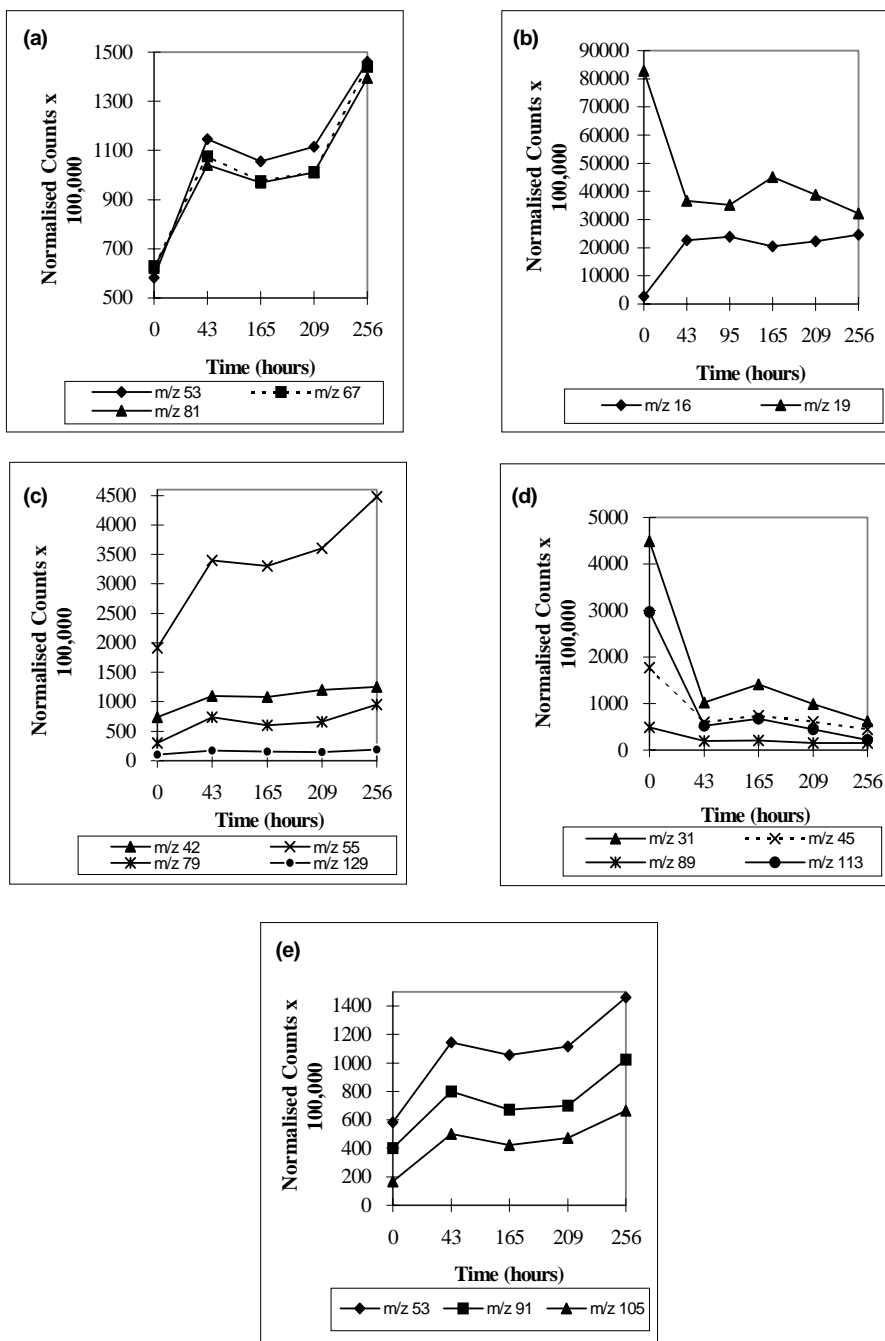 (a)
Normalised Counts x
100,000
1500
1300
1100
900
700
500
0 43 165 209 256
Time (hours)
m/z 53 m/z 67
m/z 81
(b)
Normalised Counts x
100,000
90000
80000
70000
60000
50000
40000
30000
20000
10000
0
0 43 95 165 209 256
Time (hours)
m/z 16 m/z 19
(c)
Normalised Counts x
100,000
4500
4000
3500
3000
2500
2000
1500
1000
500
0
0 43 165 209 256
Time (hours)
m/z 42 m/z 55
m/z 79 m/z 129
(d)
Normalised Counts x
100,000
5000
4000
3000
2000
1000
0
0 43 165 209 256
Time (hours)
m/z 31 m/z 45
m/z 89 m/z 113
(e)
Normalised Counts x
100,000
1400
1200
1000
800
600
400
200
0
0 43 165 209 256
Time (hours)
m/z 53 m/z 91 m/z 105